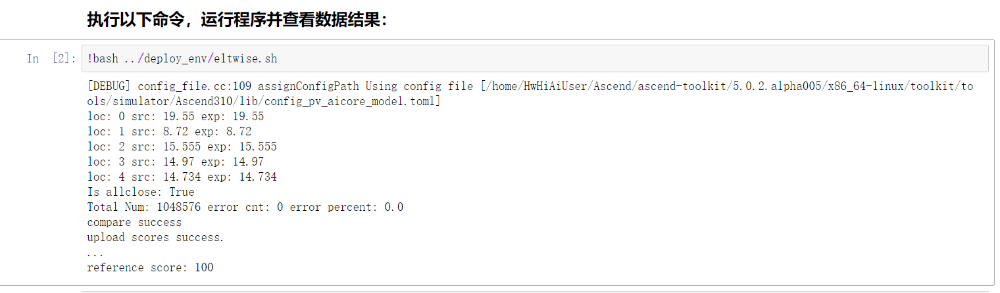 执行以下命令，运行程序并查看数据结果：
In [2]: !bash ../deploy_env/eltwise.sh
[DEBUG] config_file.cc:109 assignConfigPath Using config file [/home/HwHiAiUser/Ascend/ascend-toolkit/5.0.2.alpha005/x86_64-linux/toolkit/to
ols/simulator/Ascend310/lib/config_pv_aicore_model.toml]
loc: 0 src: 19.55 exp: 19.55
loc: 1 src: 8.72 exp: 8.72
loc: 2 src: 15.555 exp: 15.555
loc: 3 src: 14.97 exp: 14.97
loc: 4 src: 14.734 exp: 14.734
Is allclose: True
Total Num: 1048576 error cnt: 0 error percent: 0.0
compare success
upload scores success.
...
reference score: 100